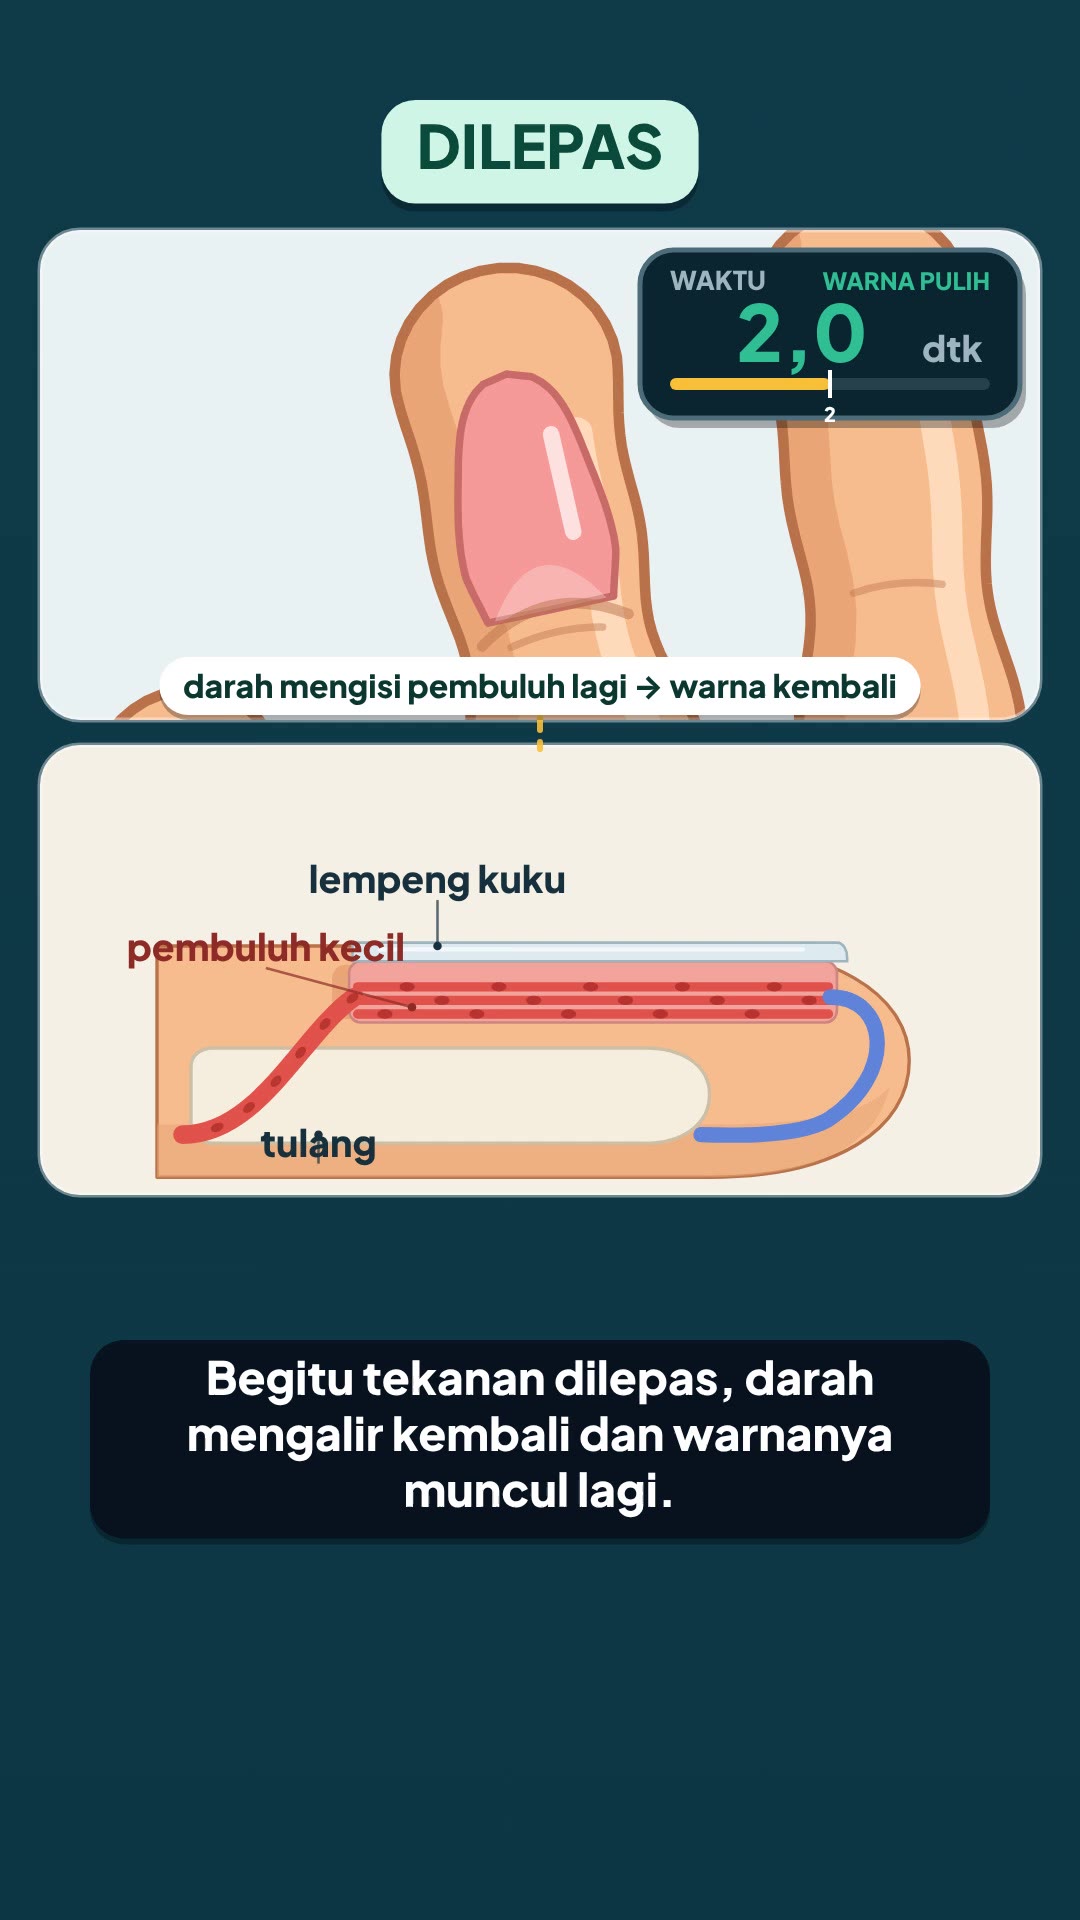 DILEPAS
WAKTU WARNA PULIH
2,0 dtk
2
darah mengisi pembuluh lagi → warna kembali
lempeng kuku
pembuluh kecil
tulang
Begitu tekanan dilepas, darah
mengalir kembali dan warnanya
muncul lagi.